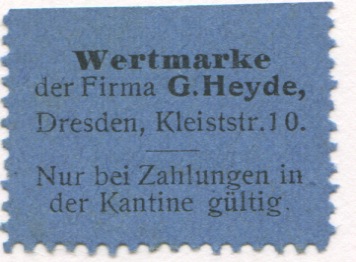 Wertmarke
der Firma G. Heyde,
Dresden, Kleiststr. 10.
Nur bei Zahlungen in
der Kantine gültig.